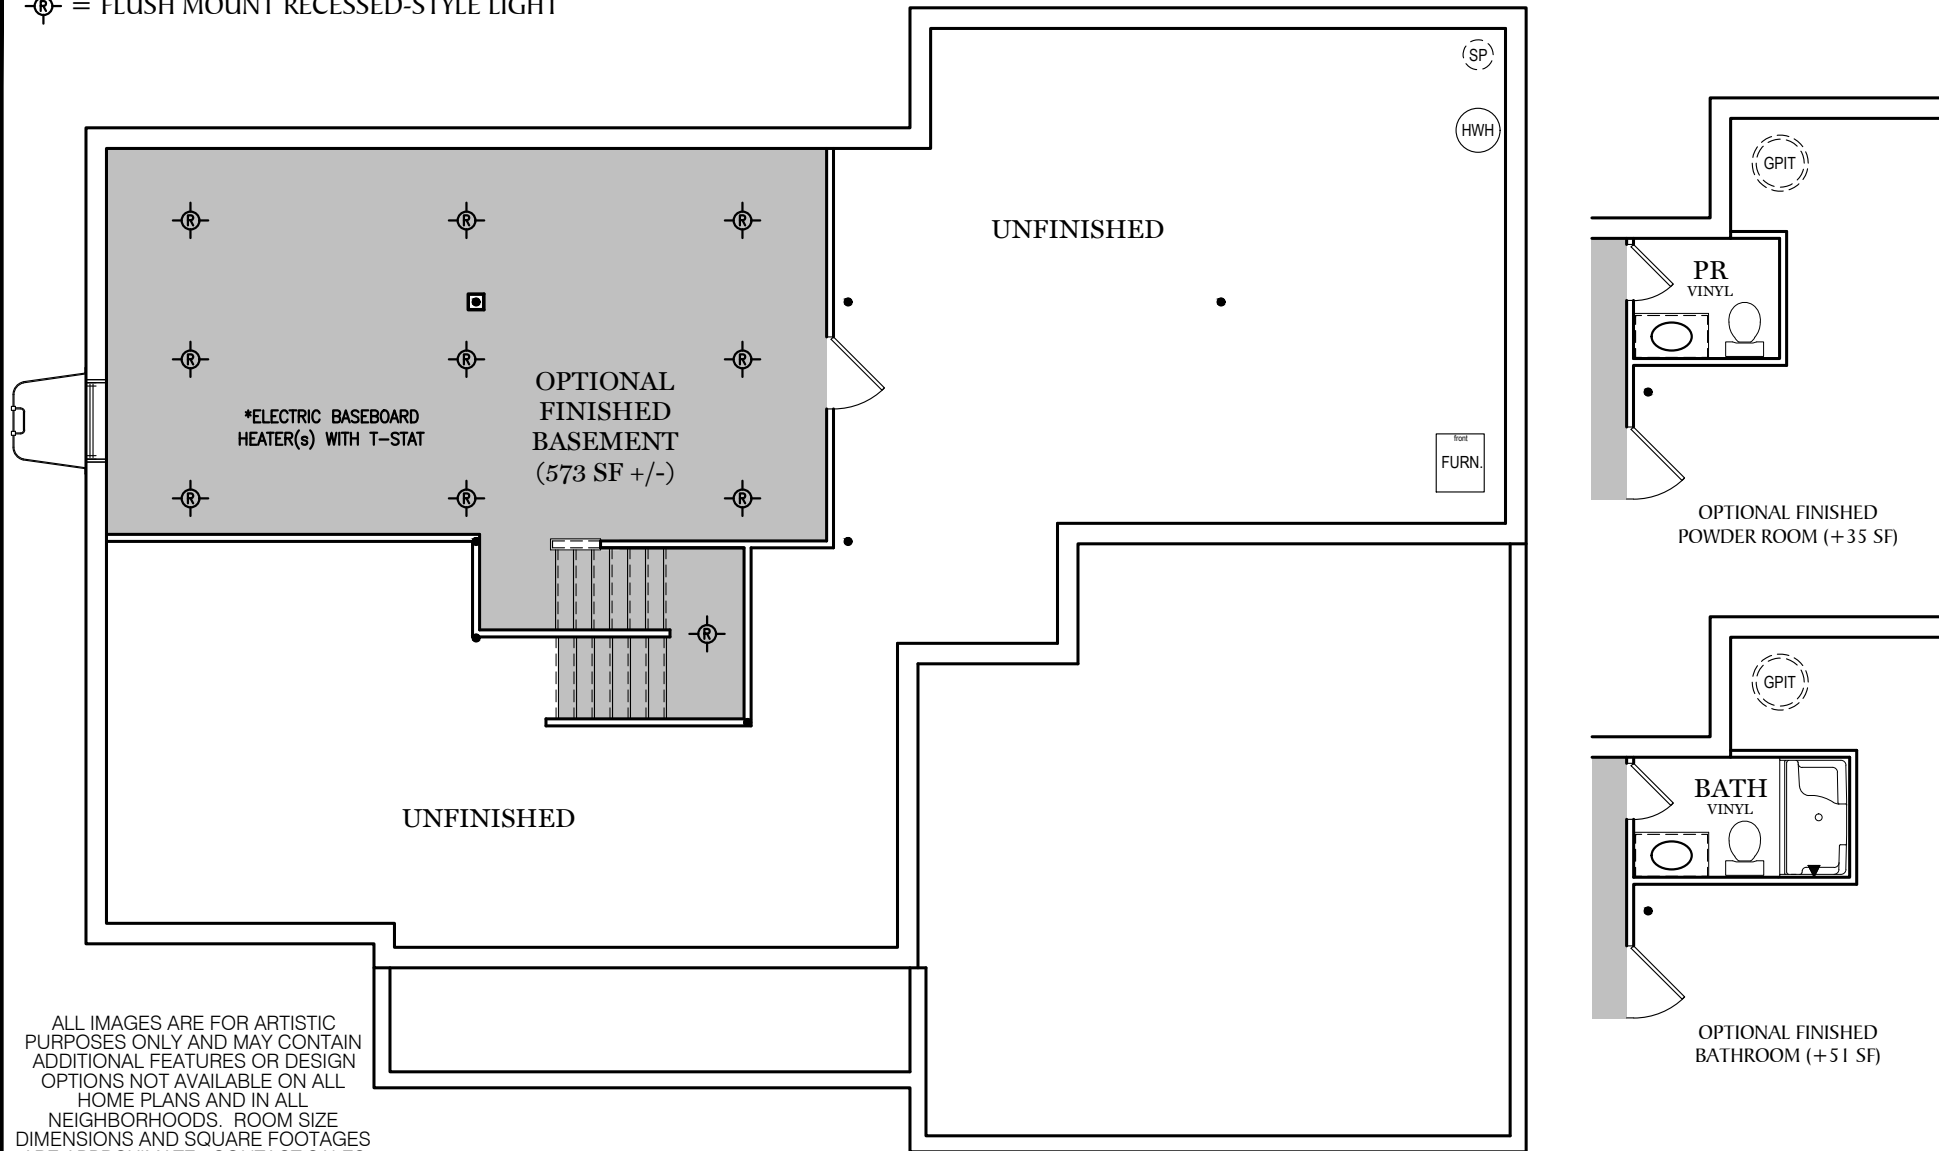 Ⓡ = FLUSH MOUNT RECESSED-STYLE LIGHT
SP
HWH
UNFINISHED
R R R
R R R
OPTIONAL
FINISHED
BASEMENT
(573 SF +/-)
*ELECTRIC BASEBOARD
HEATER(s) WITH T-STAT
R R R
R
front
FURN.
UNFINISHED
GPIT
PR
VINYL
OPTIONAL FINISHED
POWDER ROOM (+35 SF)
GPIT
BATH
VINYL
OPTIONAL FINISHED
BATHROOM (+51 SF)
ALL IMAGES ARE FOR ARTISTIC
PURPOSES ONLY AND MAY CONTAIN
ADDITIONAL FEATURES OR DESIGN
OPTIONS NOT AVAILABLE ON ALL
HOME PLANS AND IN ALL
NEIGHBORHOODS. ROOM SIZE
DIMENSIONS AND SQUARE FOOTAGES